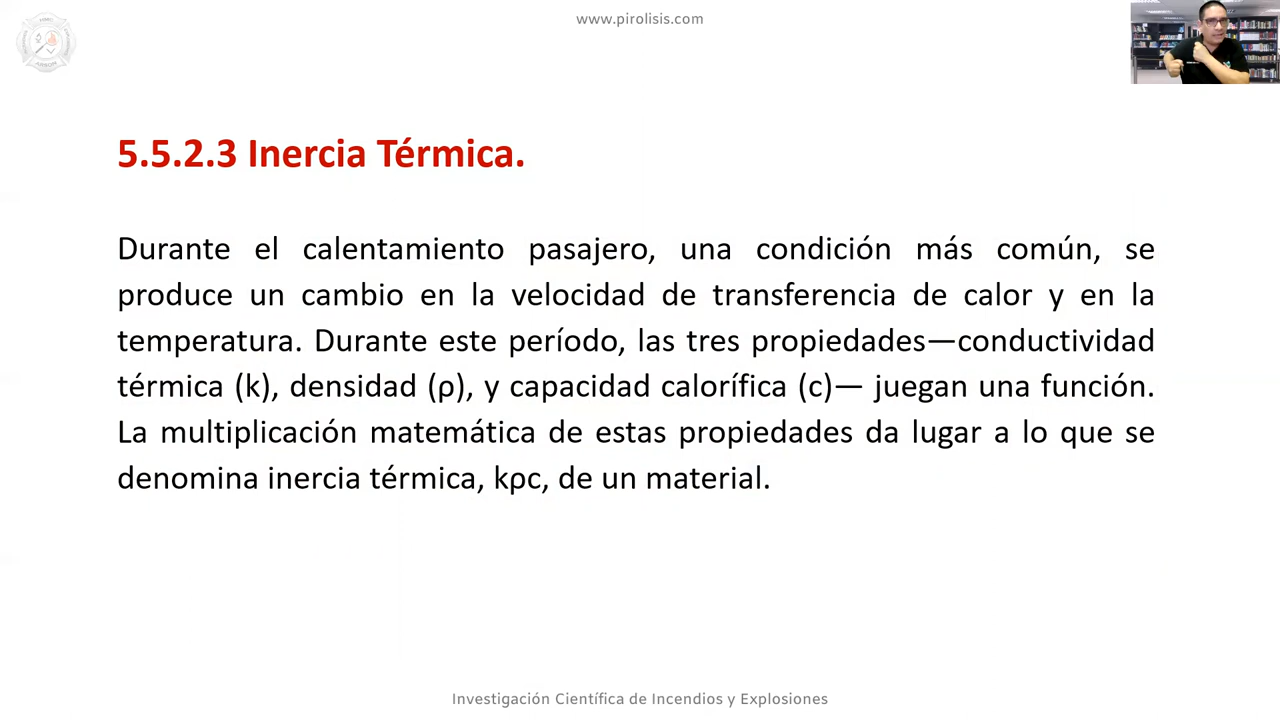 www.pirolisis.com
5.5.2.3 Inercia Térmica.
Durante el calentamiento pasajero, una condición más común, se
produce un cambio en la velocidad de transferencia de calor y en la
temperatura. Durante este período, las tres propiedades—conductividad
térmica (k), densidad (ρ), y capacidad calorífica (c)— juegan una función.
La multiplicación matemática de estas propiedades da lugar a lo que se
denomina inercia térmica, kρc, de un material.
Investigación Científica de Incendios y Explosiones